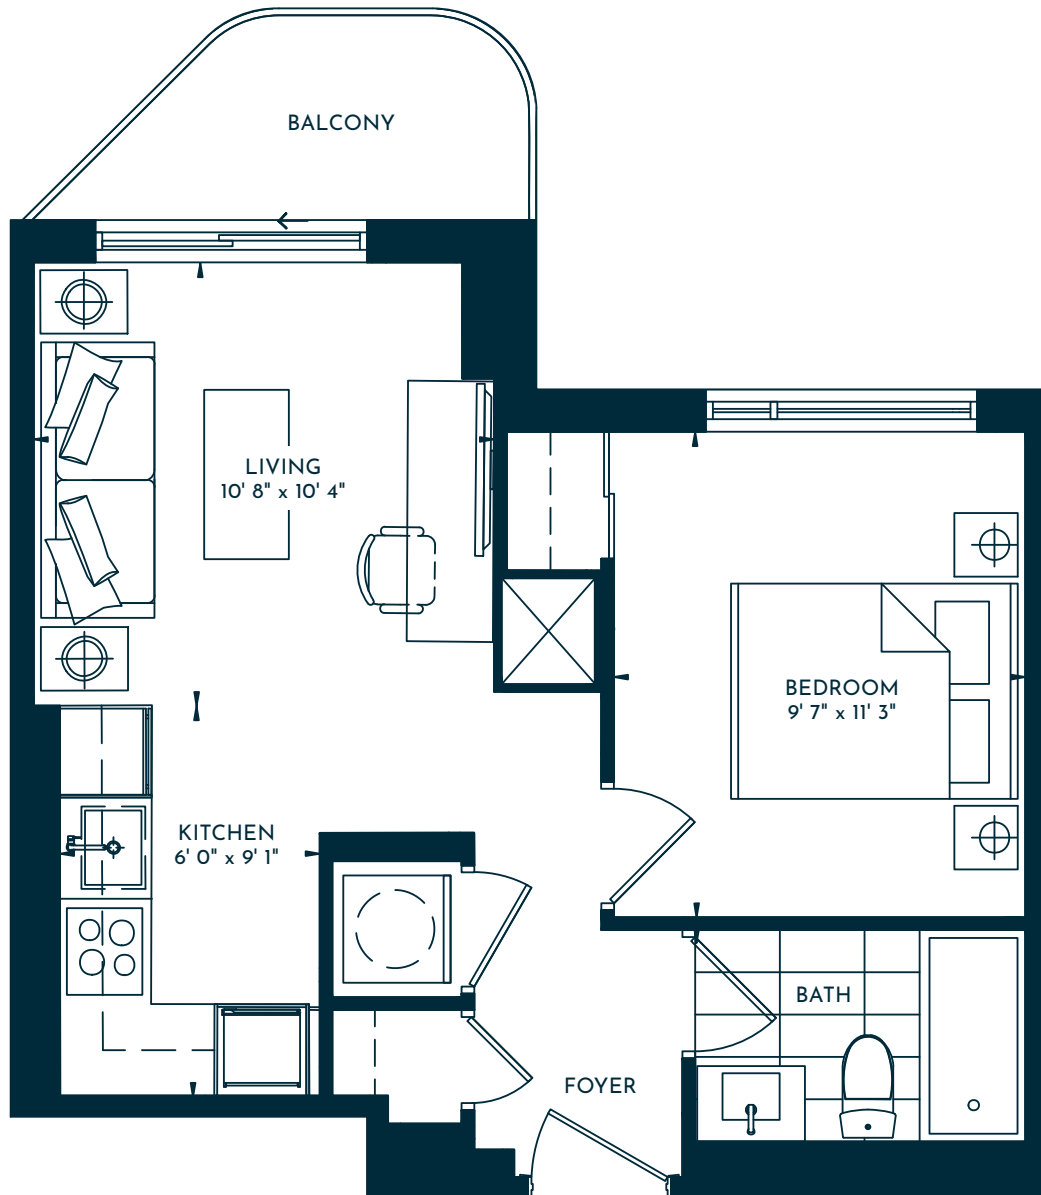 BALCONY
LIVING
10' 8" x 10' 4"
BEDROOM
9' 7" x 11' 3"
KITCHEN
6' 0" x 9' 1"
BATH
FOYER